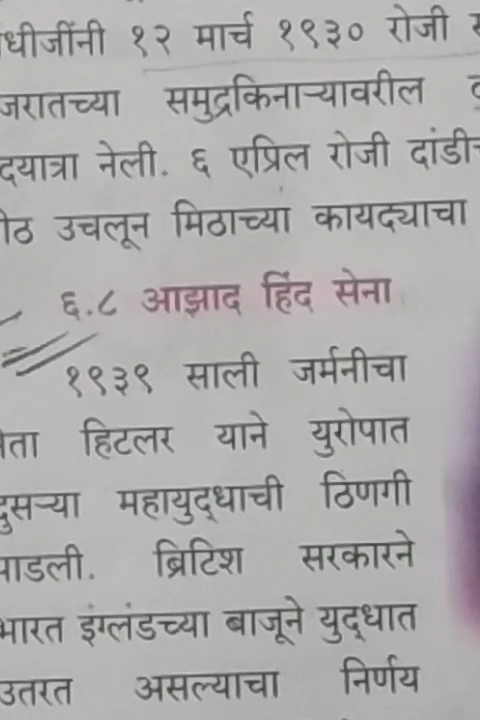 धीजींनी १२ मार्च १९३० रोजी
जरातच्या समुद्रकिनाऱ्यावरील
दयात्रा नेली. ६ एप्रिल रोजी दांडी
ीठ उचलून मिठाच्या कायद्याचा
६.८ आझाद हिंद सेना
१९३९ साली जर्मनीचा
नेता हिटलर याने युरोपात
दुसऱ्या महायुद्धाची ठिणगी
पाडली. ब्रिटिश सरकारने
भारत इंग्लंडच्या बाजूने युद्धात
उतरत असल्याचा निर्णय